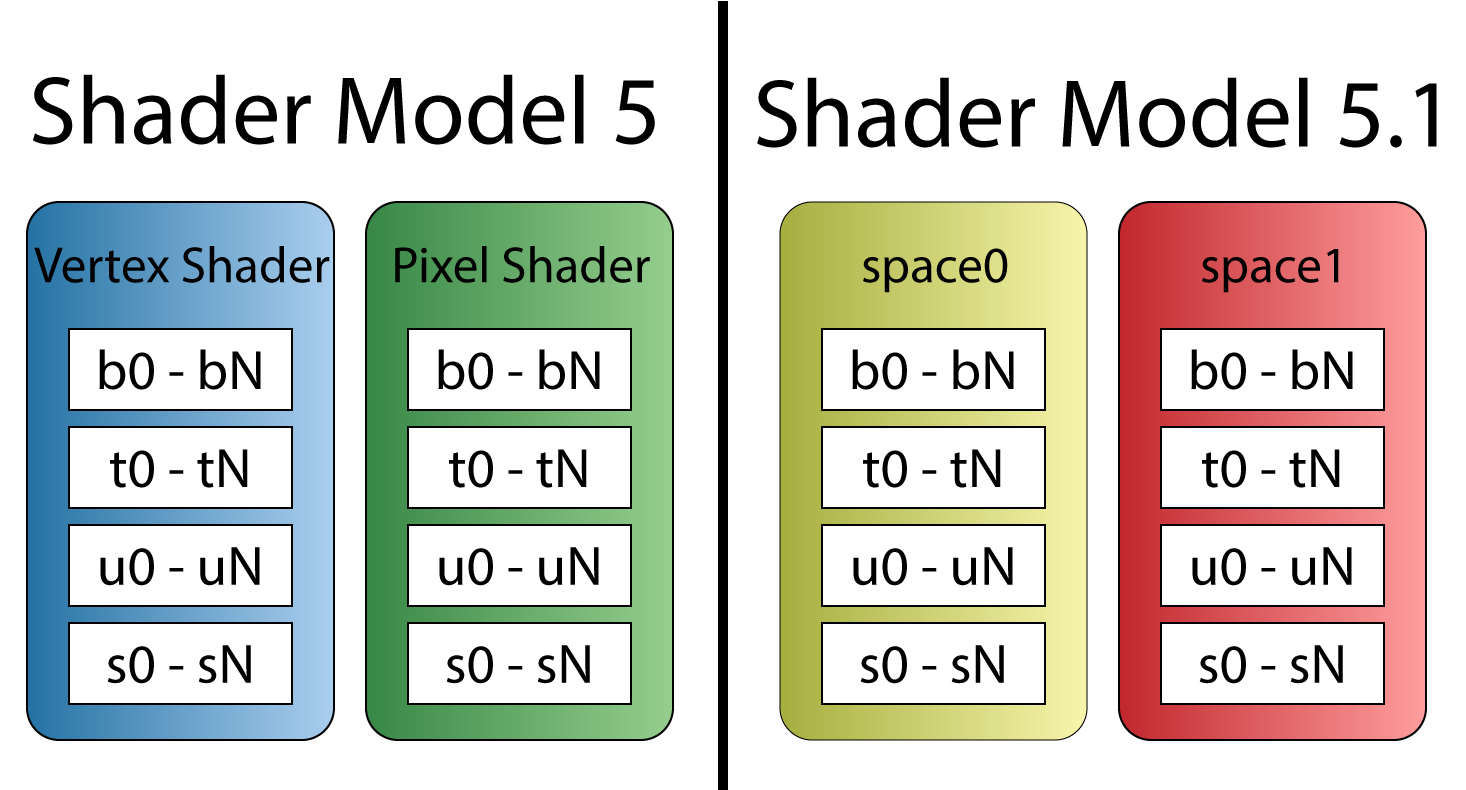 Shader Model 5
Vertex Shader
b0 - bN
t0 - tN
u0 - uN
s0 - sN
Pixel Shader
b0 - bN
t0 - tN
u0 - uN
s0 - sN
Shader Model 5.1
space0
b0 - bN
t0 - tN
u0 - uN
s0 - sN
space1
b0 - bN
t0 - tN
u0 - uN
s0 - sN